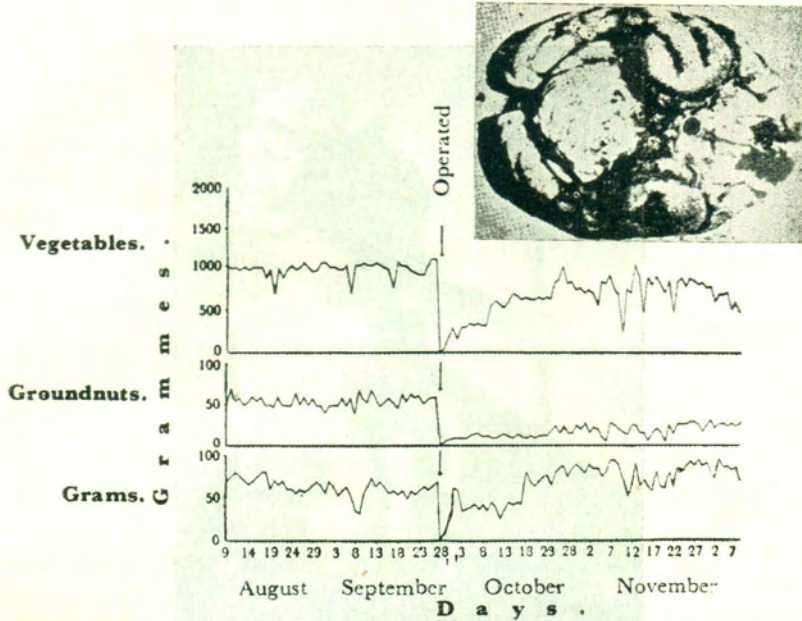 Operated
2000
1500
Vegetables.
1000
500
0
100
Groundnuts.
50
0
100
Grams.
50
0
Grammes.
9 14 19 24 29 3 8 13 18 23 28 3 8 13 18 23 28 2 7 12 17 22 27 2 7
August September October November
Days.